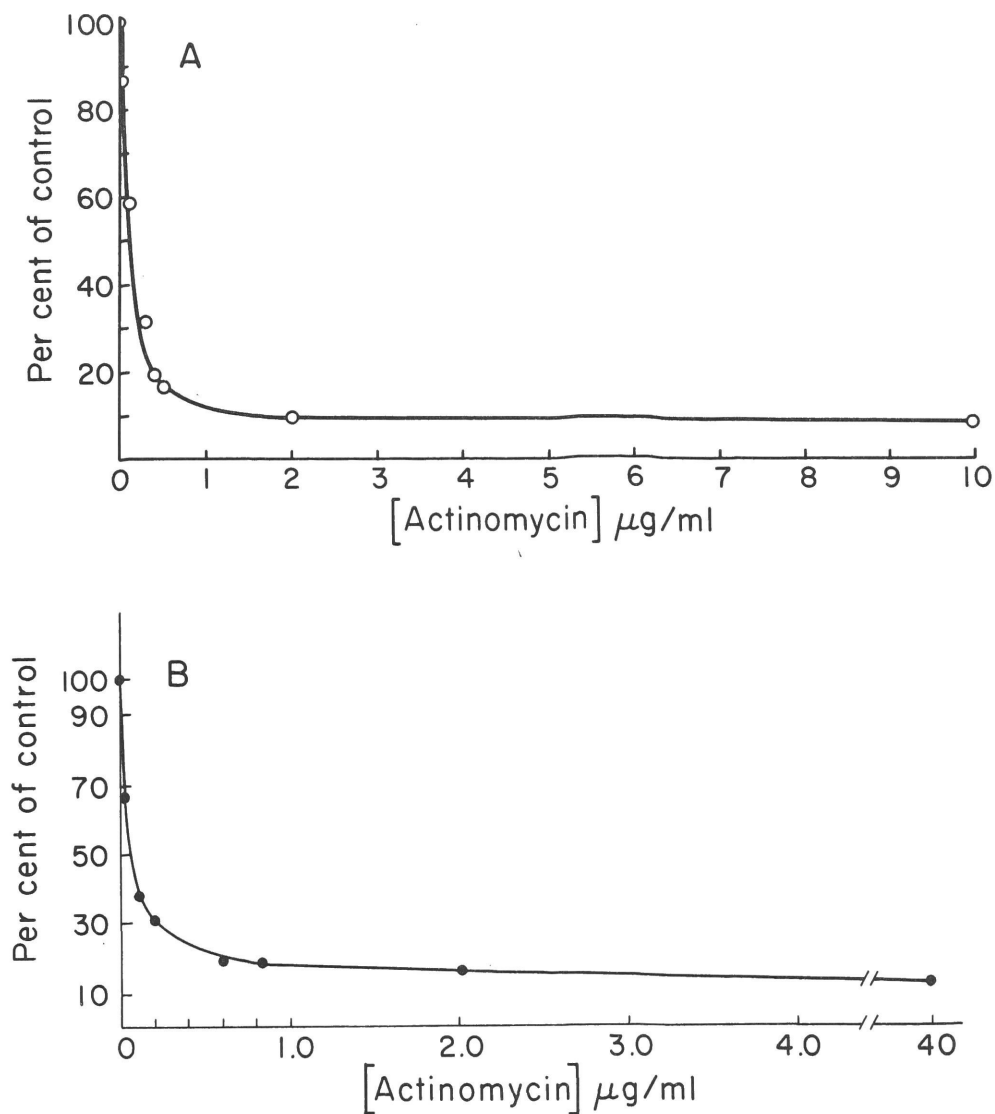 A
Per cent of control
100
80
60
40
20
0 1 2 3 4 5 6 7 8 9 10
[Actinomycin] μg/ml
B
Per cent of control
100
90
70
50
30
10
0 1.0 2.0 3.0 4.0 40
[Actinomycin] μg/ml